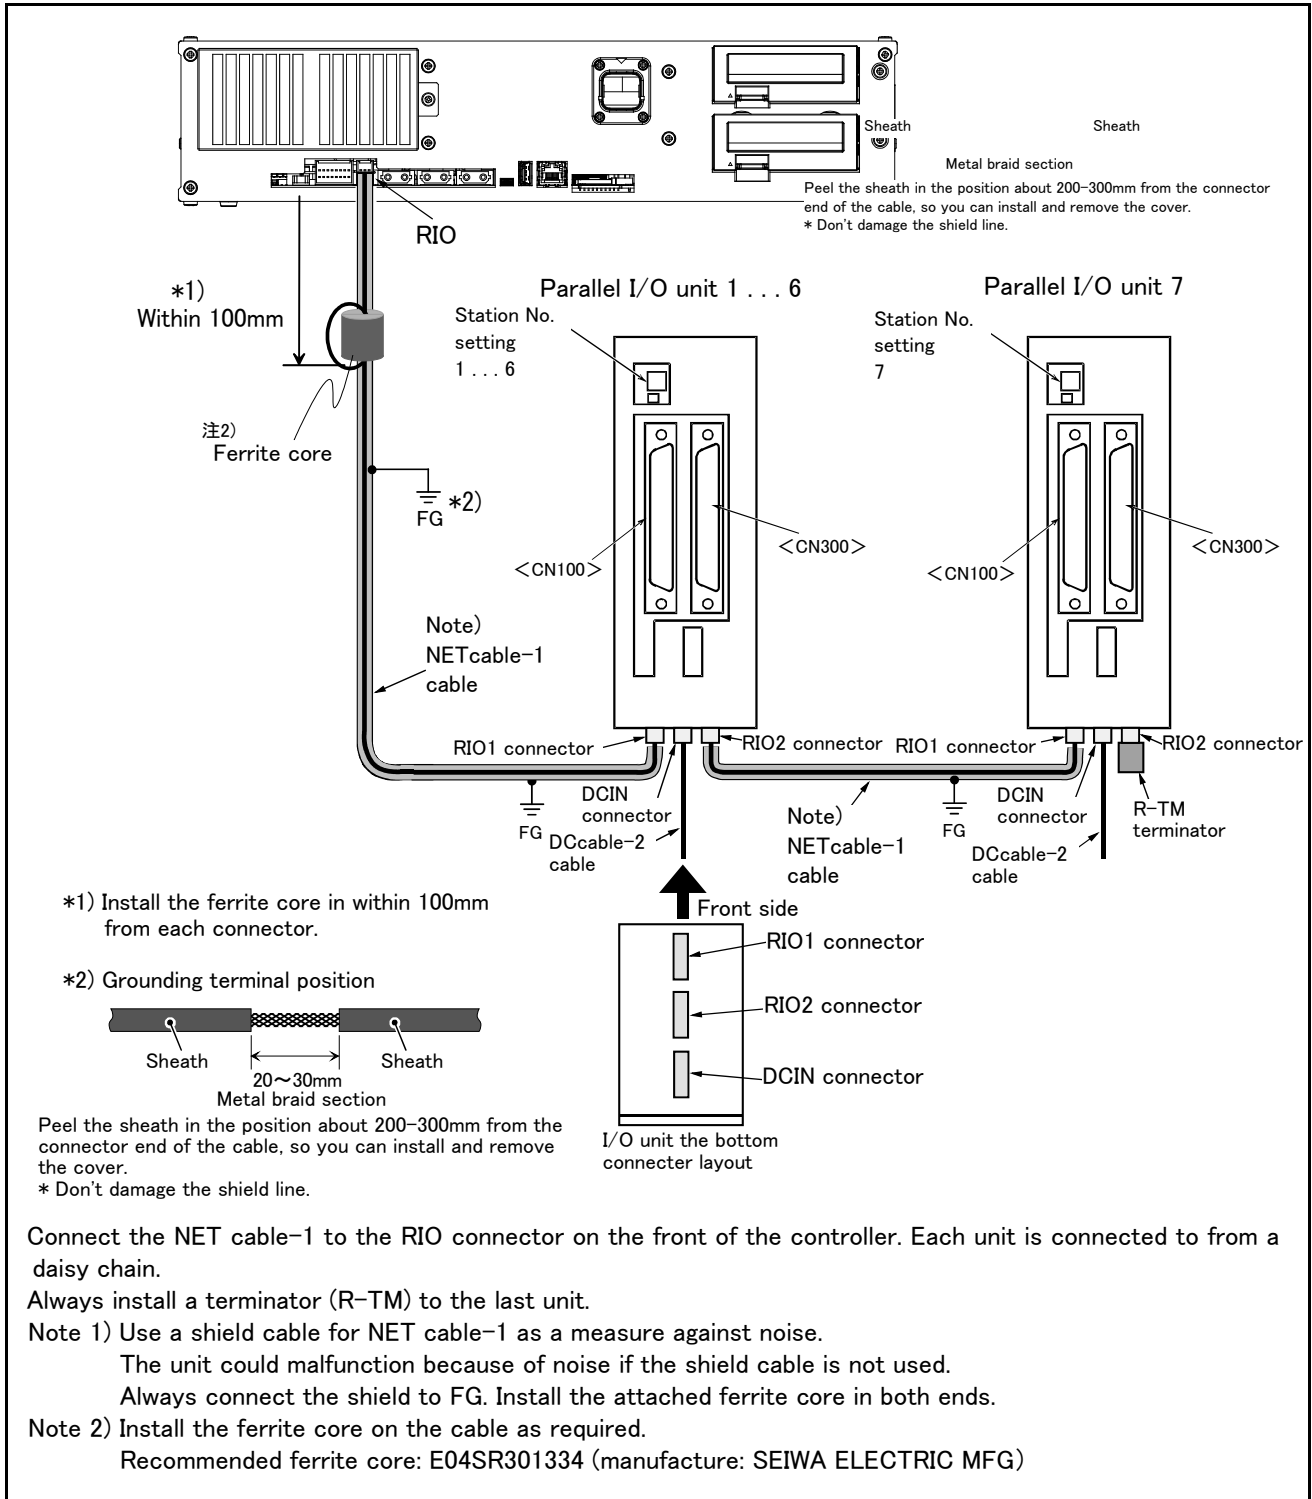 Sheath
Sheath
Metal braid section
Peel the sheath in the position about 200-300mm from the connector
end of the cable, so you can install and remove the cover.
* Don't damage the shield line.
RIO
*1)
Within 100mm
注2)
Ferrite core
FG
*2)
Parallel I/O unit 1 . . . 6
Station No.
setting
1 . . . 6
<CN100>
<CN300>
Parallel I/O unit 7
Station No.
setting
7
<CN100>
<CN300>
Note)
NETcable-1
cable
RIO1 connector
RIO2 connector
RIO1 connector
RIO2 connector
FG
DCIN
connector
DCcable-2
cable
Note)
NETcable-1
cable
FG
DCIN
connector
DCcable-2
cable
R-TM
terminator
Front side
RIO1 connector
RIO2 connector
DCIN connector
I/O unit the bottom
connecter layout
*1) Install the ferrite core in within 100mm
from each connector.
*2) Grounding terminal position
Sheath
Sheath
20～30mm
Metal braid section
Peel the sheath in the position about 200-300mm from the
connector end of the cable, so you can install and remove
the cover.
* Don't damage the shield line.
Connect the NET cable-1 to the RIO connector on the front of the controller. Each unit is connected to from a
daisy chain.
Always install a terminator (R-TM) to the last unit.
Note 1) Use a shield cable for NET cable-1 as a measure against noise.
The unit could malfunction because of noise if the shield cable is not used.
Always connect the shield to FG. Install the attached ferrite core in both ends.
Note 2) Install the ferrite core on the cable as required.
Recommended ferrite core: E04SR301334 (manufacture: SEIWA ELECTRIC MFG)